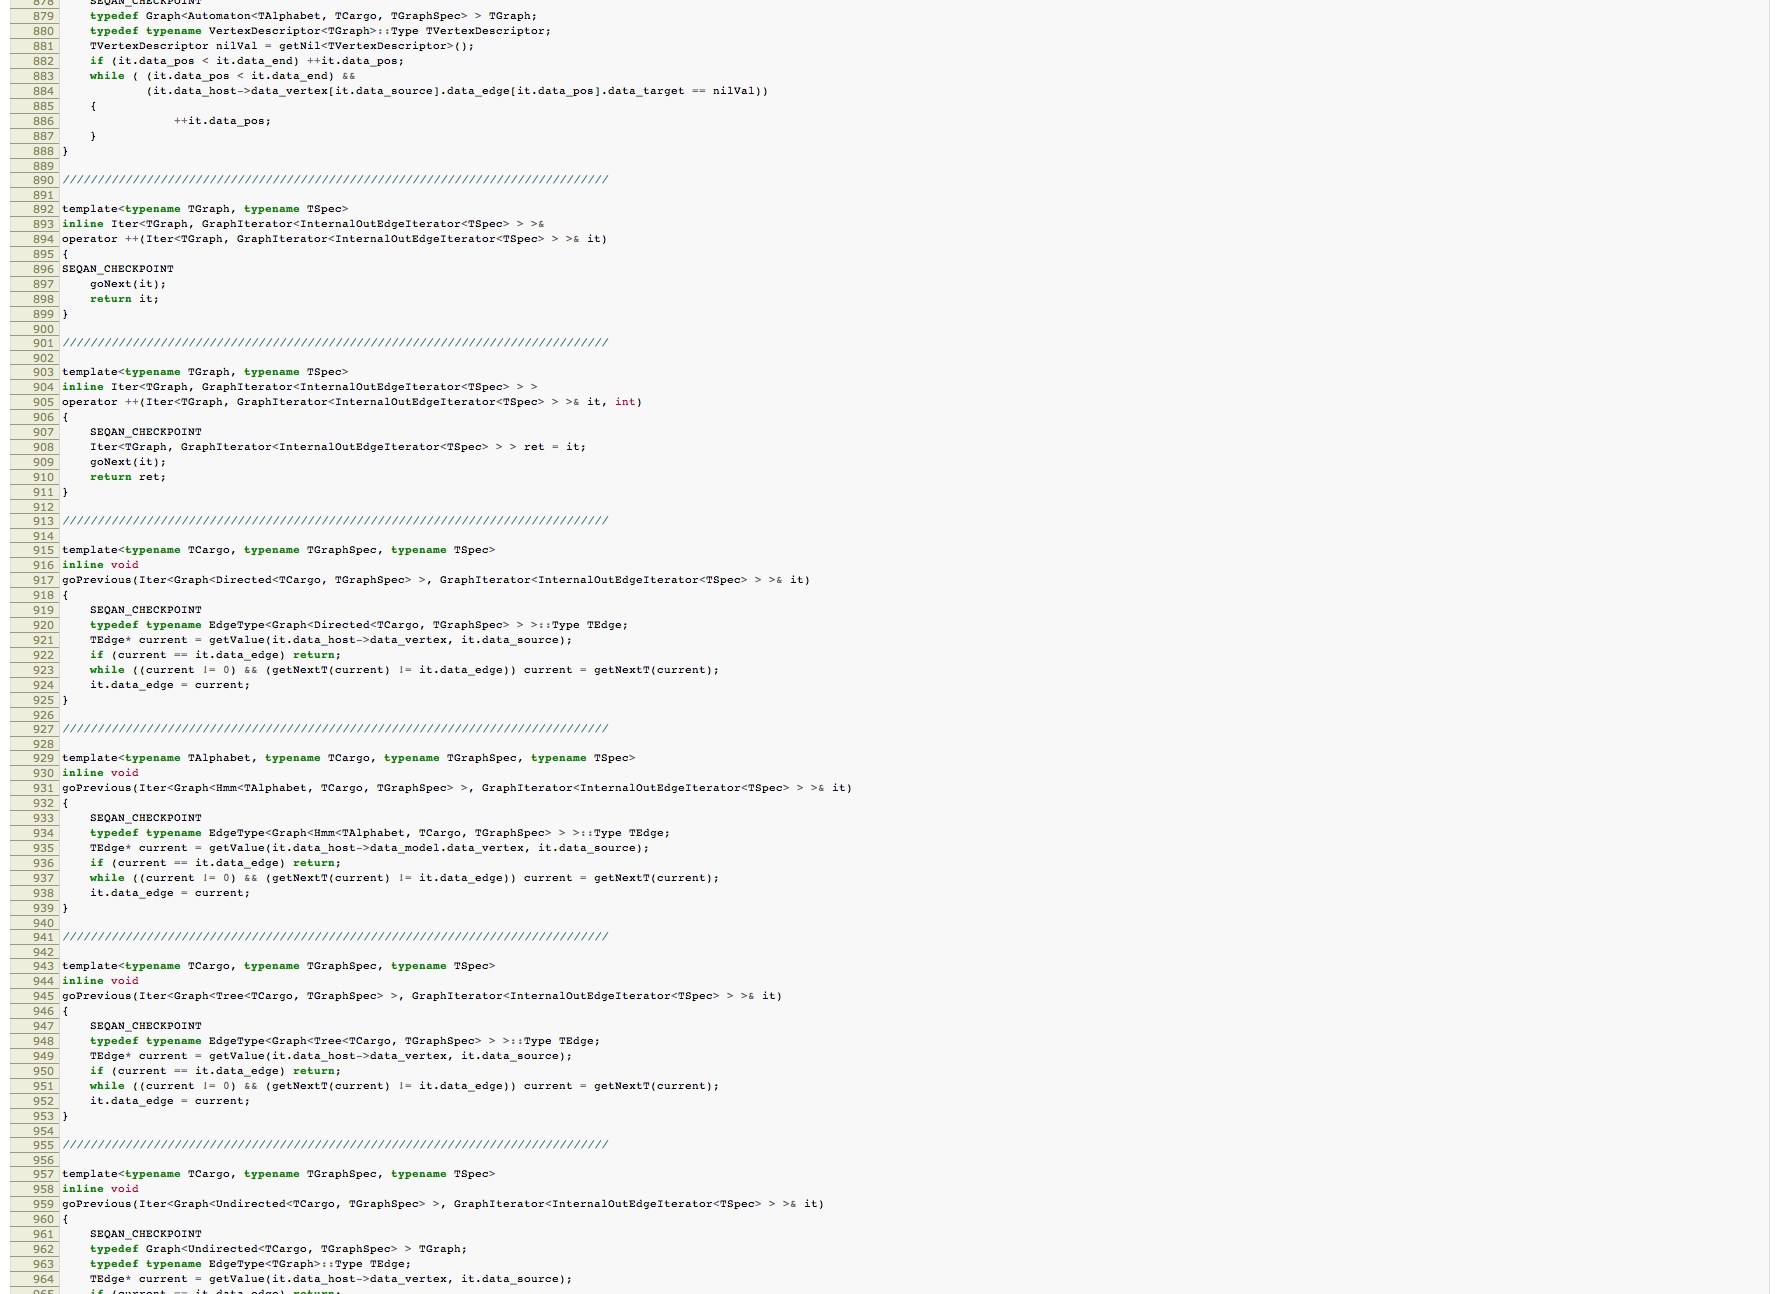 878     SEQAN_CHECKPOINT
879     typedef Graph<Automaton<TAlphabet, TCargo, TGraphSpec> > TGraph;
880     typedef typename VertexDescriptor<TGraph>::Type TVertexDescriptor;
881     TVertexDescriptor nilVal = getNil<TVertexDescriptor>();
882     if (it.data_pos < it.data_end) ++it.data_pos;
883     while ( (it.data_pos < it.data_end) &&
884             (it.data_host->data_vertex[it.data_source].data_edge[it.data_pos].data_target == nilVal))
885     {
886                 ++it.data_pos;
887     }
888 }
889
890 //////////////////////////////////////////////////////////////////////////////
891
892 template<typename TGraph, typename TSpec>
893 inline Iter<TGraph, GraphIterator<InternalOutEdgeIterator<TSpec> > >&
894 operator ++(Iter<TGraph, GraphIterator<InternalOutEdgeIterator<TSpec> > >& it)
895 {
896 SEQAN_CHECKPOINT
897     goNext(it);
898     return it;
899 }
900
901 //////////////////////////////////////////////////////////////////////////////
902
903 template<typename TGraph, typename TSpec>
904 inline Iter<TGraph, GraphIterator<InternalOutEdgeIterator<TSpec> > >
905 operator ++(Iter<TGraph, GraphIterator<InternalOutEdgeIterator<TSpec> > >& it, int)
906 {
907     SEQAN_CHECKPOINT
908     Iter<TGraph, GraphIterator<InternalOutEdgeIterator<TSpec> > > ret = it;
909     goNext(it);
910     return ret;
911 }
912
913 //////////////////////////////////////////////////////////////////////////////
914
915 template<typename TCargo, typename TGraphSpec, typename TSpec>
916 inline void
917 goPrevious(Iter<Graph<Directed<TCargo, TGraphSpec> >, GraphIterator<InternalOutEdgeIterator<TSpec> > >& it)
918 {
919     SEQAN_CHECKPOINT
920     typedef typename EdgeType<Graph<Directed<TCargo, TGraphSpec> > >::Type TEdge;
921     TEdge* current = getValue(it.data_host->data_vertex, it.data_source);
922     if (current == it.data_edge) return;
923     while ((current != 0) && (getNextT(current) != it.data_edge)) current = getNextT(current);
924     it.data_edge = current;
925 }
926
927 //////////////////////////////////////////////////////////////////////////////
928
929 template<typename TAlphabet, typename TCargo, typename TGraphSpec, typename TSpec>
930 inline void
931 goPrevious(Iter<Graph<Hmm<TAlphabet, TCargo, TGraphSpec> >, GraphIterator<InternalOutEdgeIterator<TSpec> > >& it)
932 {
933     SEQAN_CHECKPOINT
934     typedef typename EdgeType<Graph<Hmm<TAlphabet, TCargo, TGraphSpec> > >::Type TEdge;
935     TEdge* current = getValue(it.data_host->data_model.data_vertex, it.data_source);
936     if (current == it.data_edge) return;
937     while ((current != 0) && (getNextT(current) != it.data_edge)) current = getNextT(current);
938     it.data_edge = current;
939 }
940
941 //////////////////////////////////////////////////////////////////////////////
942
943 template<typename TCargo, typename TGraphSpec, typename TSpec>
944 inline void
945 goPrevious(Iter<Graph<Tree<TCargo, TGraphSpec> >, GraphIterator<InternalOutEdgeIterator<TSpec> > >& it)
946 {
947     SEQAN_CHECKPOINT
948     typedef typename EdgeType<Graph<Tree<TCargo, TGraphSpec> > >::Type TEdge;
949     TEdge* current = getValue(it.data_host->data_vertex, it.data_source);
950     if (current == it.data_edge) return;
951     while ((current != 0) && (getNextT(current) != it.data_edge)) current = getNextT(current);
952     it.data_edge = current;
953 }
954
955 //////////////////////////////////////////////////////////////////////////////
956
957 template<typename TCargo, typename TGraphSpec, typename TSpec>
958 inline void
959 goPrevious(Iter<Graph<Undirected<TCargo, TGraphSpec> >, GraphIterator<InternalOutEdgeIterator<TSpec> > >& it)
960 {
961     SEQAN_CHECKPOINT
962     typedef Graph<Undirected<TCargo, TGraphSpec> > TGraph;
963     typedef typename EdgeType<TGraph>::Type TEdge;
964     TEdge* current = getValue(it.data_host->data_vertex, it.data_source);
965     if (current == it.data_edge) return;